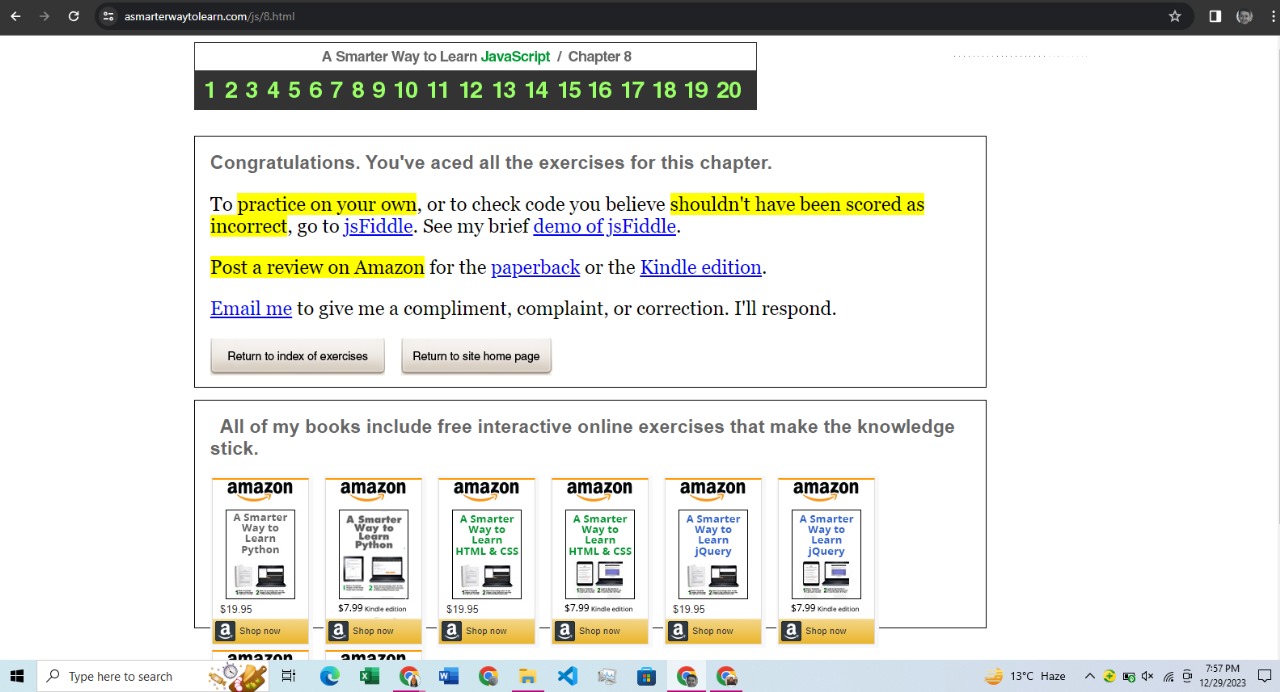 asmarterwaytolearn.com/js/8.html
A Smarter Way to Learn JavaScript / Chapter 8
1 2 3 4 5 6 7 8 9 10 11 12 13 14 15 16 17 18 19 20
Congratulations. You've aced all the exercises for this chapter.
To practice on your own, or to check code you believe shouldn't have been scored as
incorrect, go to jsFiddle. See my brief demo of jsFiddle.
Post a review on Amazon for the paperback or the Kindle edition.
Email me to give me a compliment, complaint, or correction. I'll respond.
Return to index of exercises Return to site home page
All of my books include free interactive online exercises that make the knowledge
stick.
amazon amazon amazon amazon amazon amazon
A Smarter A Smarter A Smarter A Smarter A Smarter A Smarter
Way to Way to Way to Way to Way to Way to
Learn Learn Learn Learn Learn Learn
Python Python HTML & CSS HTML & CSS jQuery jQuery
$19.95 $7.99 Kindle edition $19.95 $7.99 Kindle edition $19.95 $7.99 Kindle edition
a Shop now a Shop now a Shop now a Shop now a Shop now a Shop now
amazon amazon
Type here to search
13°C Haze
7:57 PM
12/29/2023